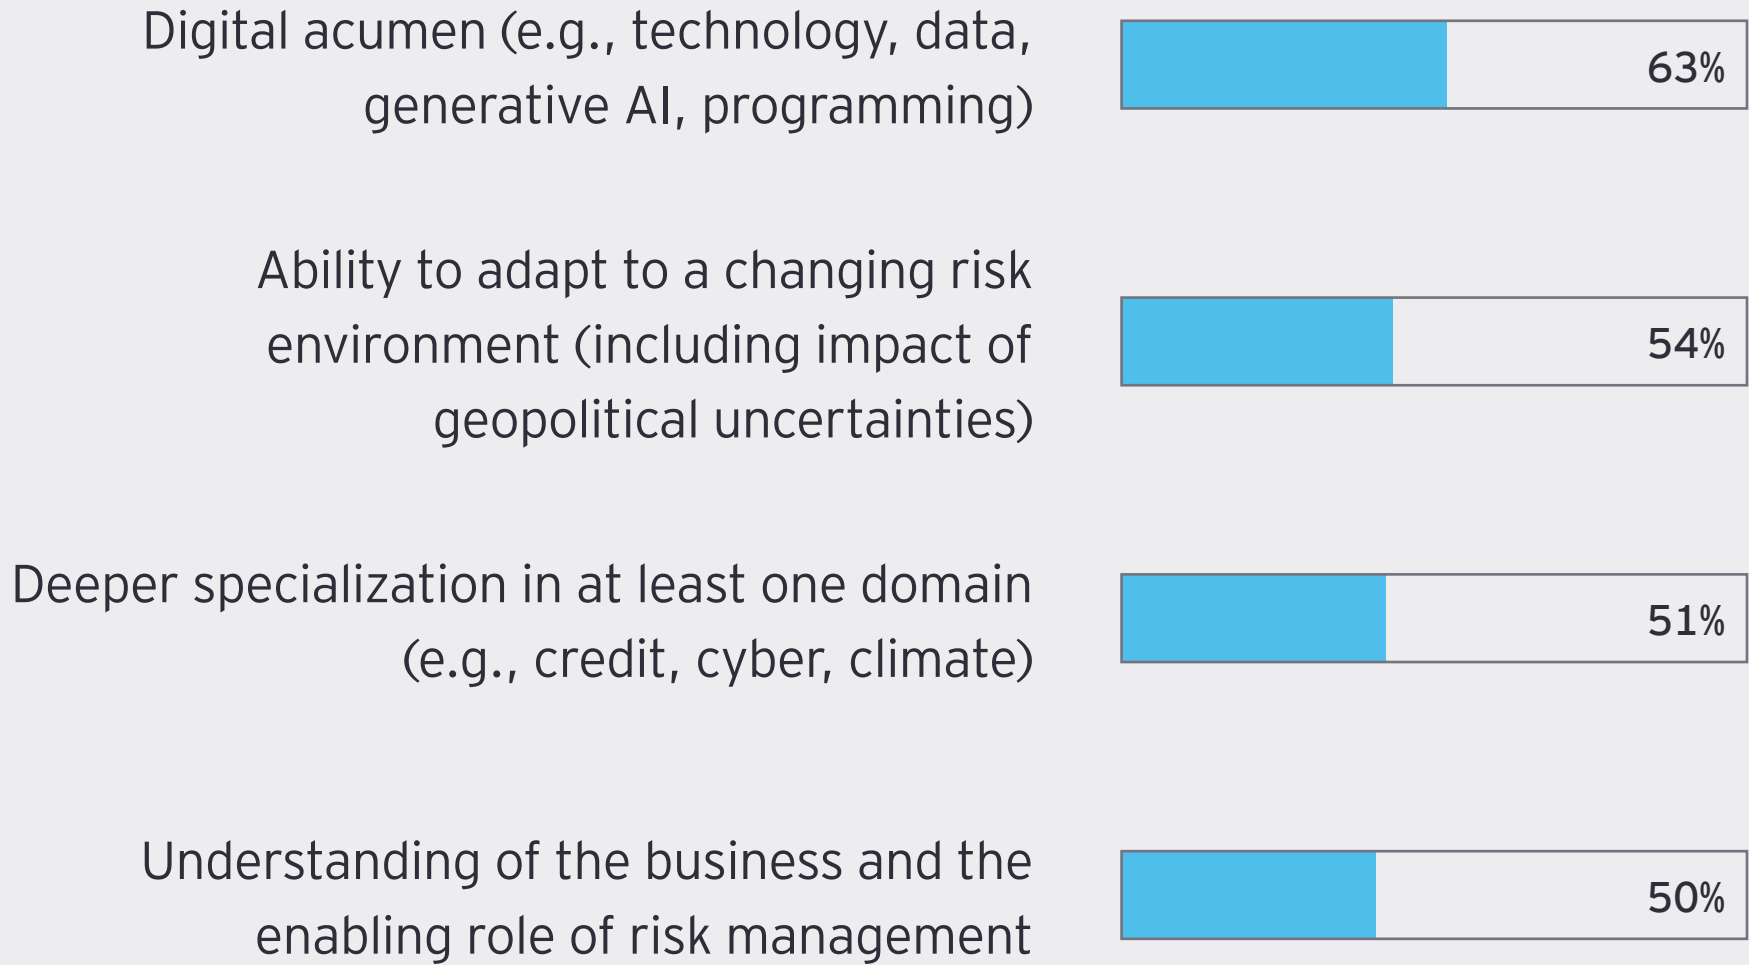 Digital acumen (e.g., technology, data,
generative AI, programming)
63%
Ability to adapt to a changing risk
environment (including impact of
geopolitical uncertainties)
54%
Deeper specialization in at least one domain
(e.g., credit, cyber, climate)
51%
Understanding of the business and the
enabling role of risk management
50%